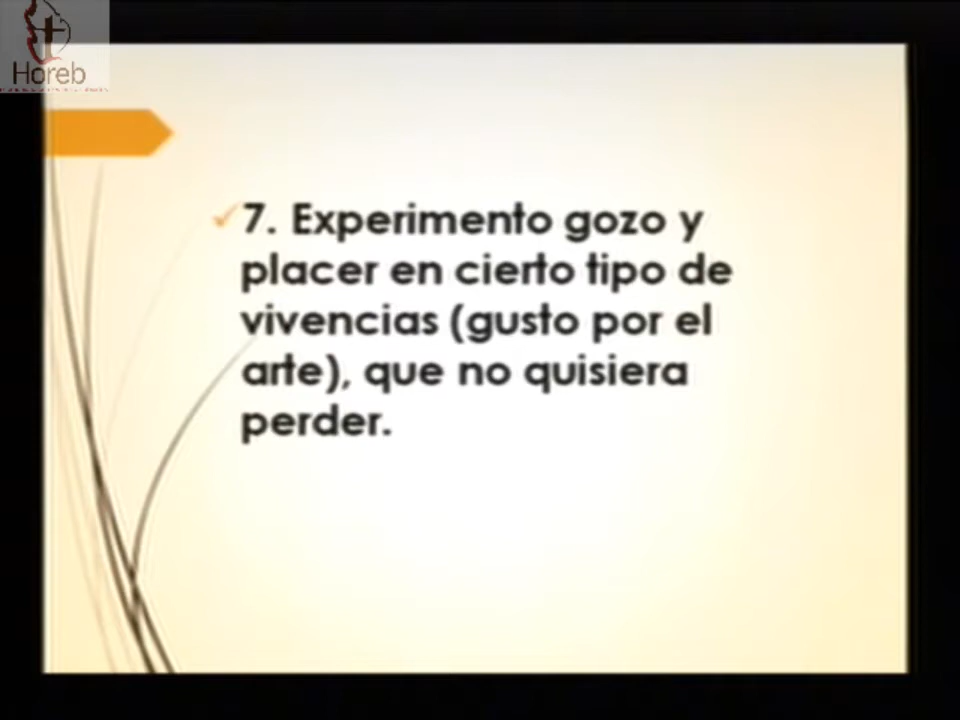 Horeb
7. Experimento gozo y
placer en cierto tipo de
vivencias (gusto por el
arte), que no quisiera
perder.